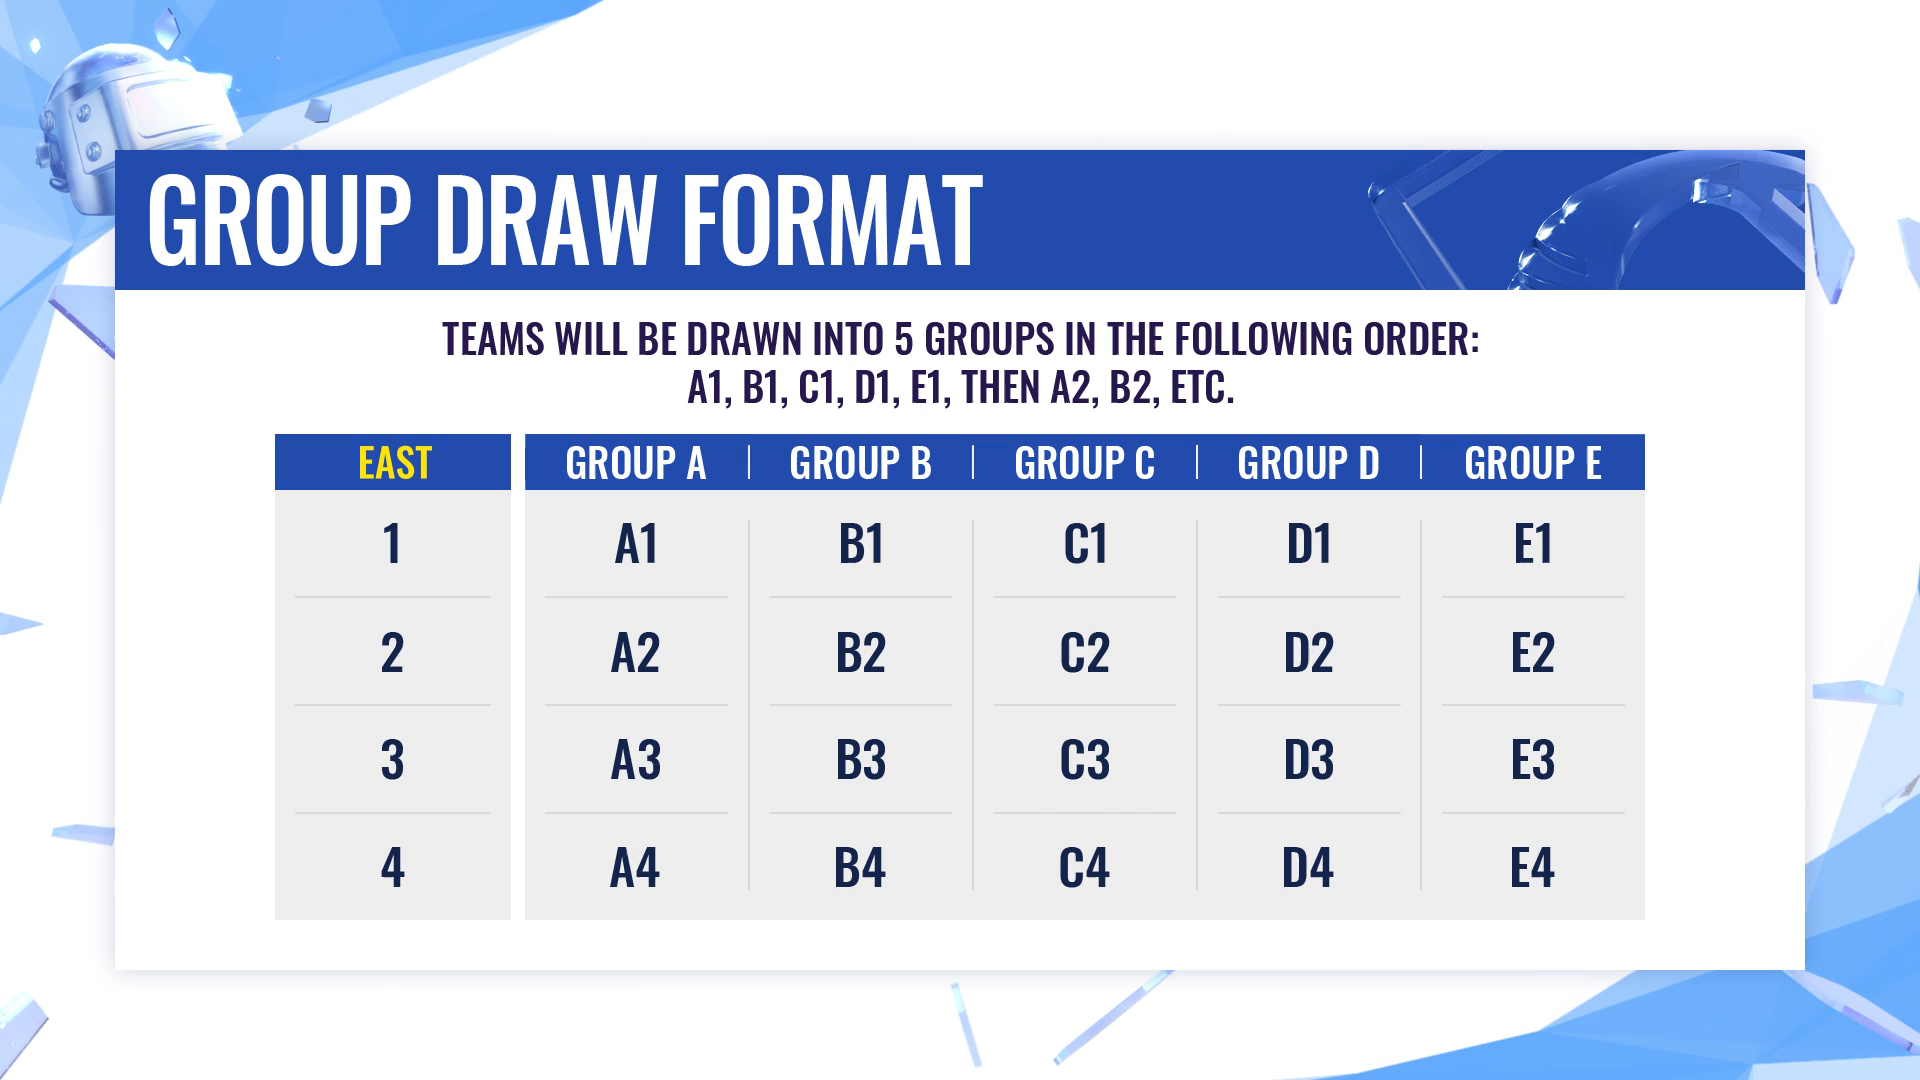 GROUP DRAW FORMAT
TEAMS WILL BE DRAWN INTO 5 GROUPS IN THE FOLLOWING ORDER:
A1, B1, C1, D1, E1, THEN A2, B2, ETC.
EAST GROUP A GROUP B GROUP C GROUP D GROUP E
1 A1 B1 C1 D1 E1
2 A2 B2 C2 D2 E2
3 A3 B3 C3 D3 E3
4 A4 B4 C4 D4 E4